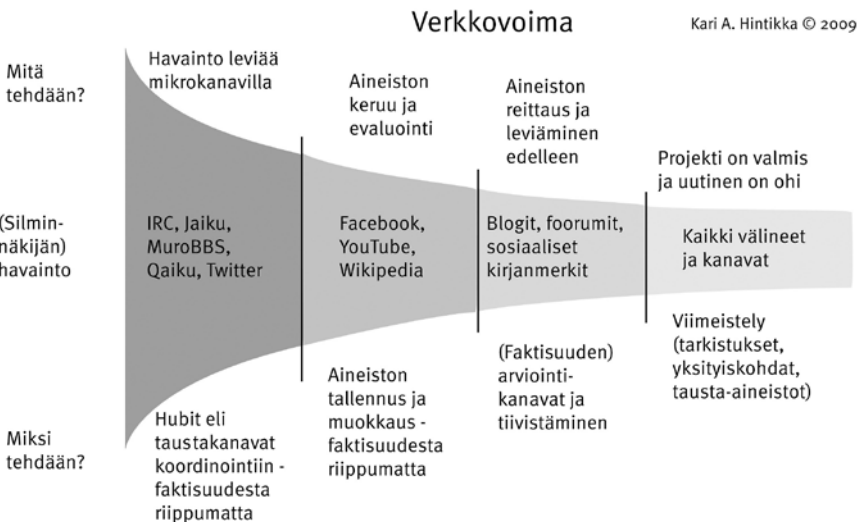 Verkkovoima
Kari A. Hintikka © 2009
Mitä
tehdään?
Havainto leviää
mikrokanavilla
Aineiston
keruu ja
evaluointi
Aineiston
reittaus ja
leviäminen
edelleen
Projekti on valmis
ja uutinen on ohi
(Silmin-
näkijän)
havainto
IRC, Jaiku,
MuroBBS,
Qaiku, Twitter
Facebook,
YouTube,
Wikipedia
Blogit, foorumit,
sosiaaliset
kirjanmerkit
Kaikki välineet
ja kanavat
Miksi
tehdään?
Hubit eli
taustakanavat
koordinointiin -
faktisuudesta
riippumatta
Aineiston
tallennus ja
muokkaus -
faktisuudesta
riippumatta
(Faktisuuden)
arviointi-
kanavat ja
tiivistäminen
Viimeistely
(tarkistukset,
yksityiskohdat,
tausta-aineistot)